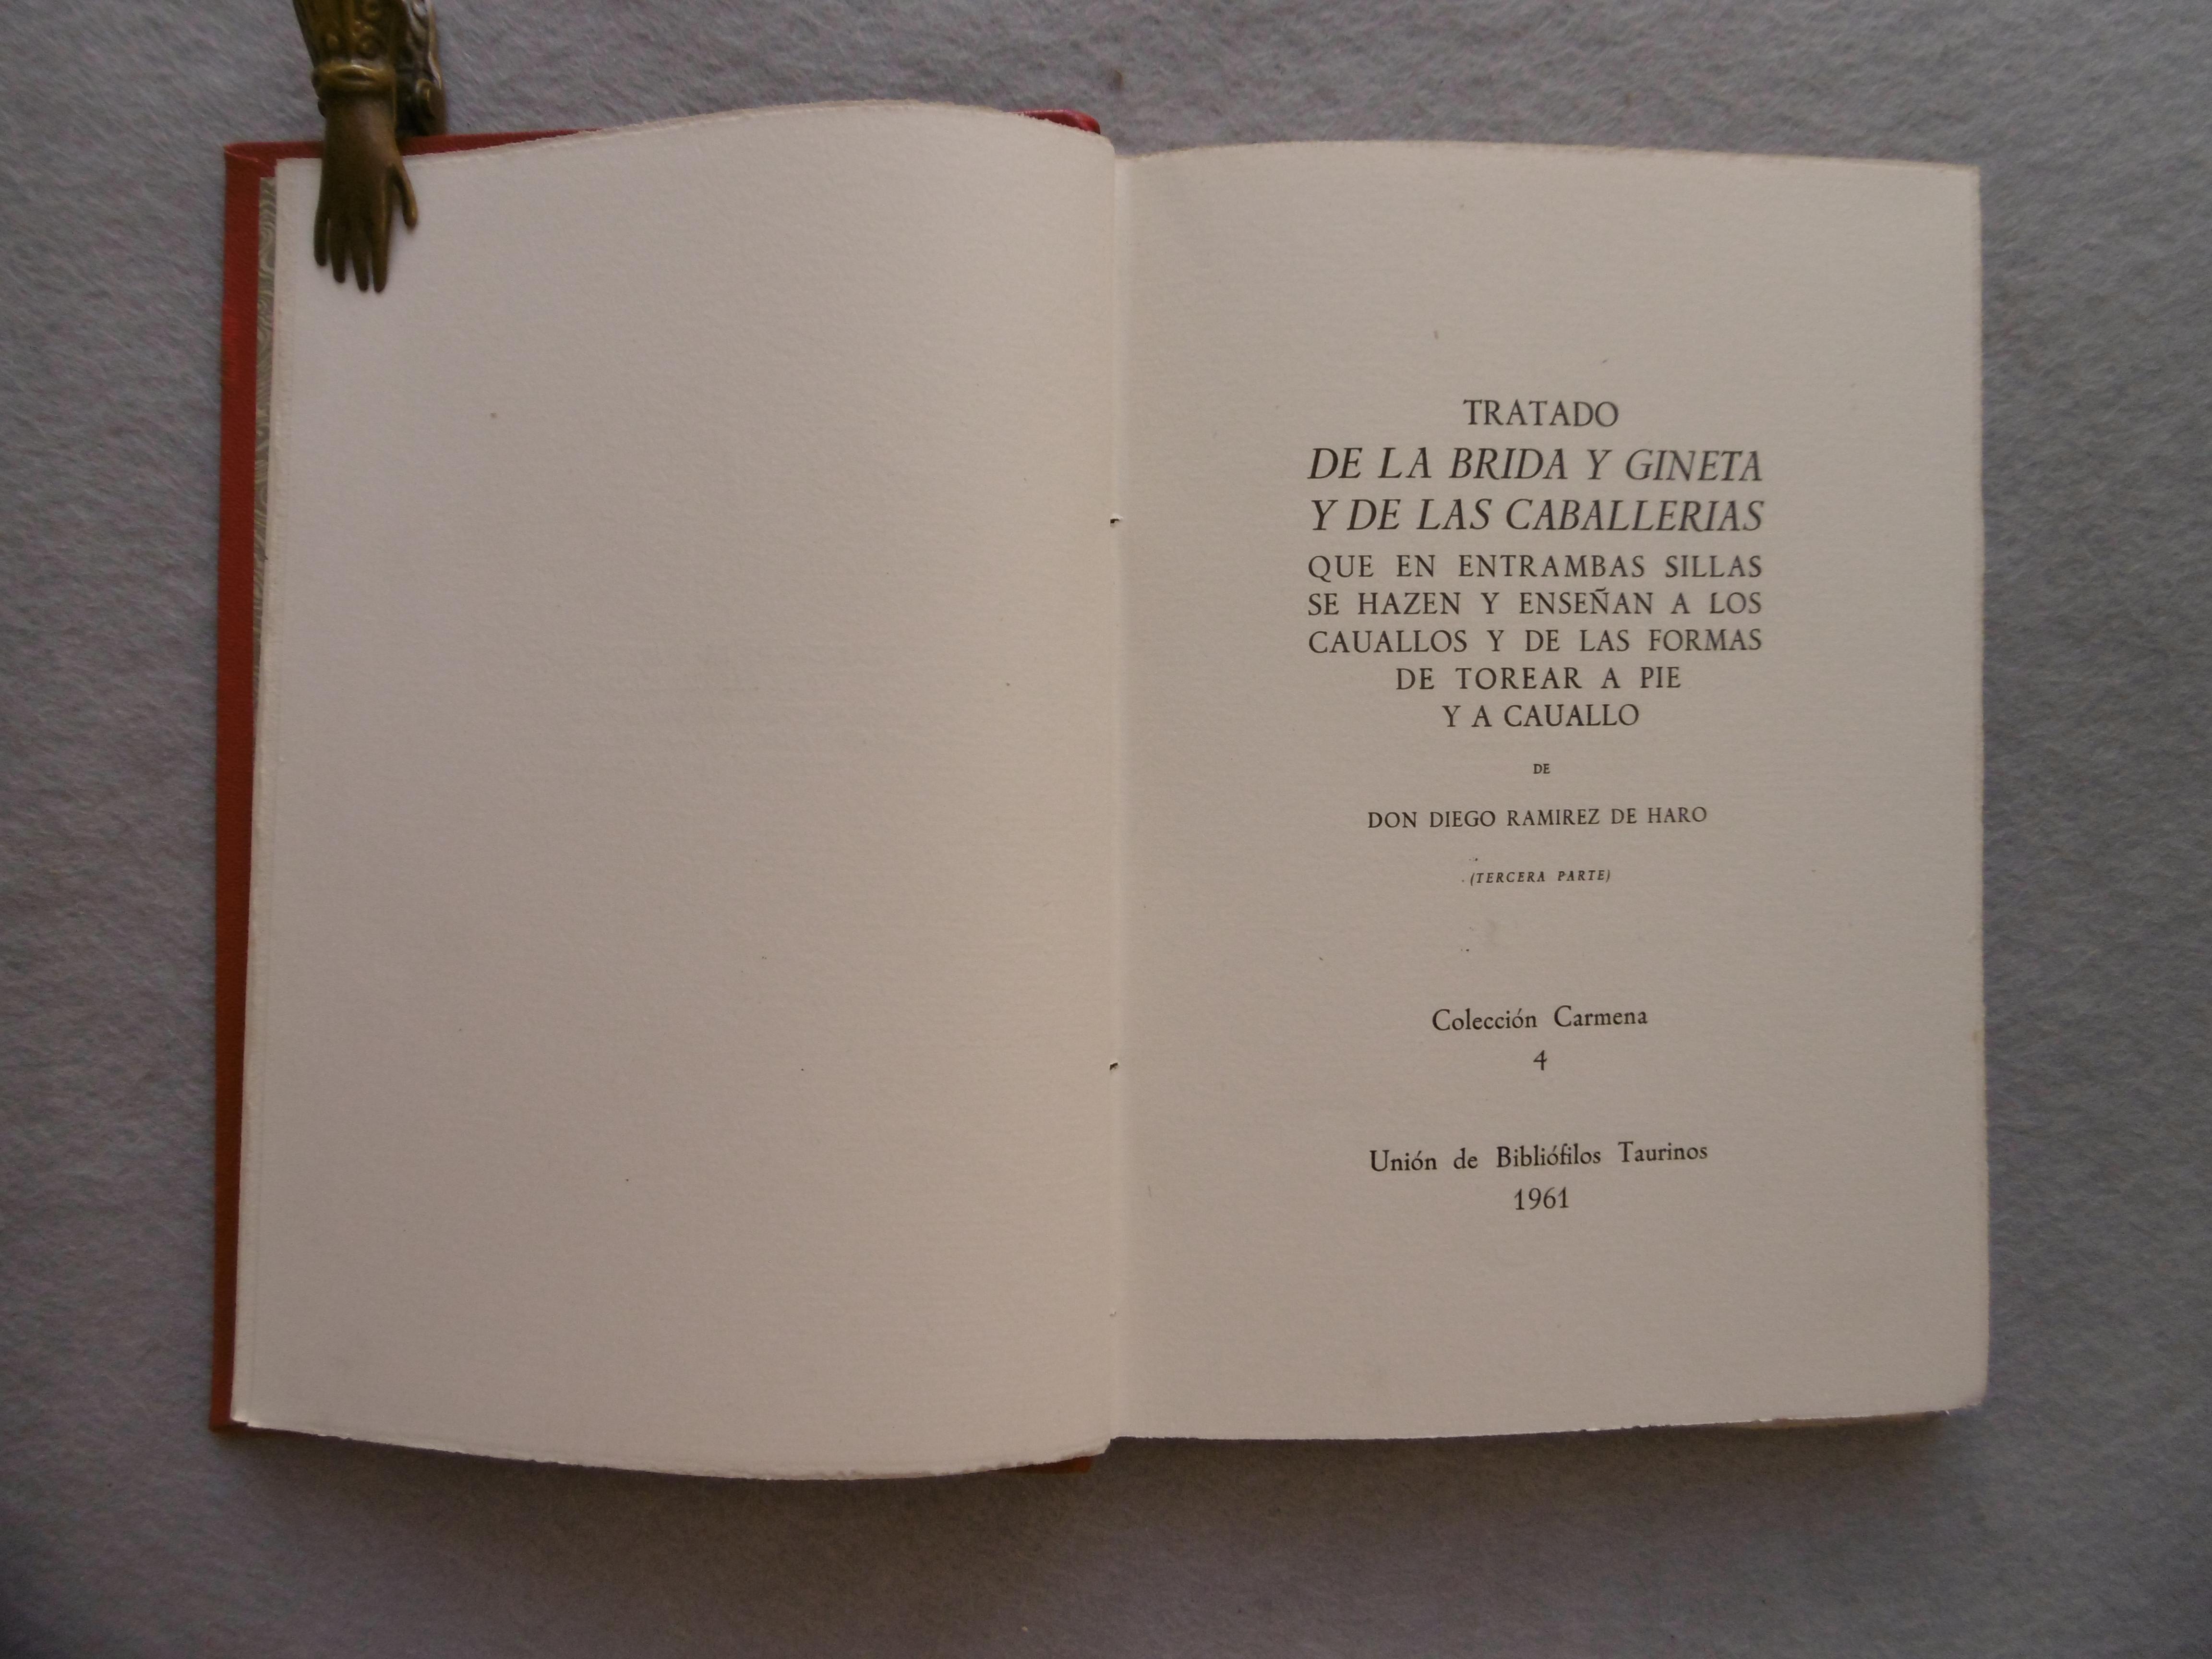 TRATADO
DE LA BRIDA Y GINETA
Y DE LAS CABALLERIAS
QUE EN ENTRAMBAS SILLAS
SE HAZEN Y ENSEÑAN A LOS
CAUALLOS Y DE LAS FORMAS
DE TOREAR A PIE
Y A CAUALLO
DE
DON DIEGO RAMIREZ DE HARO
(TERCERA PARTE)
Colección Carmena
4
Unión de Bibliófilos Taurinos
1961